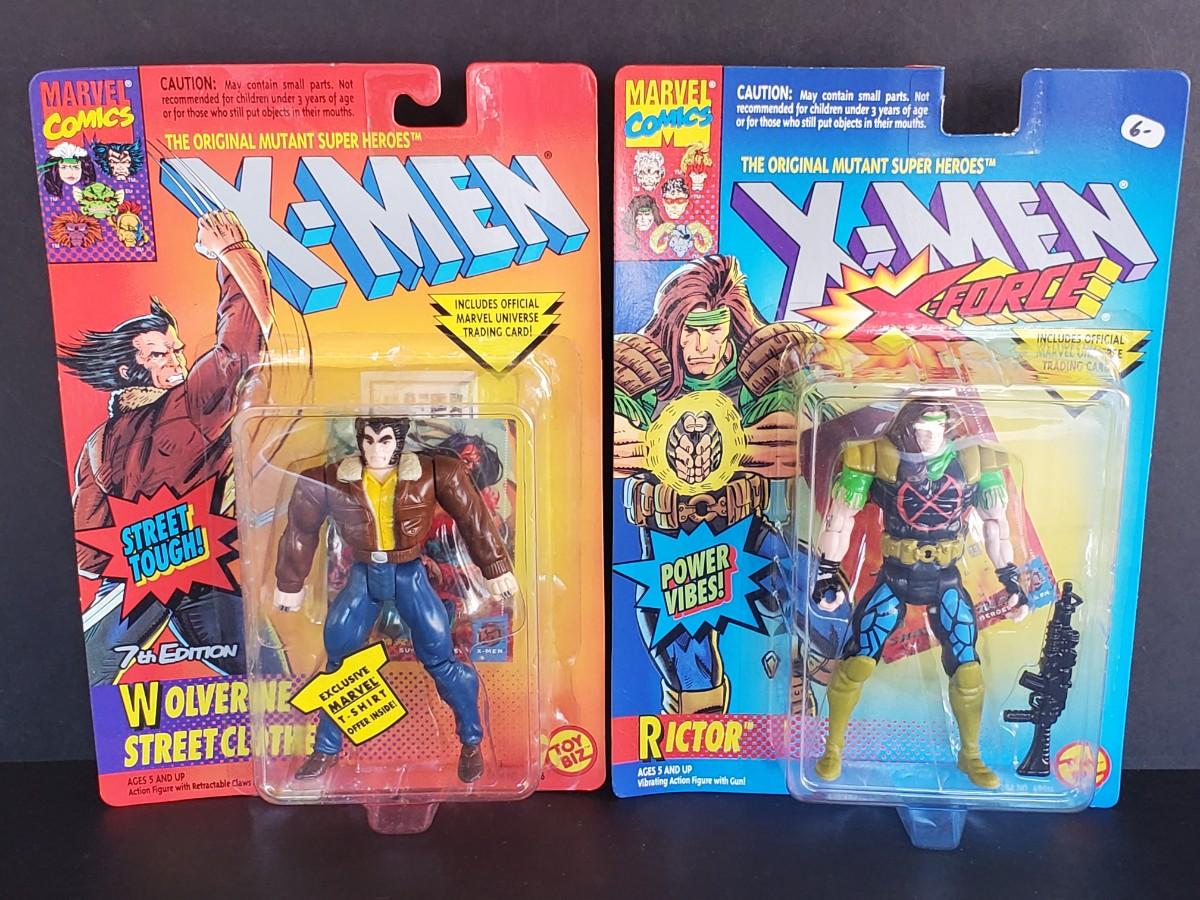 MARVEL®
COMICS
CAUTION: May contain small parts. Not
recommended for children under 3 years of age
or for those who still put objects in their mouths.
THE ORIGINAL MUTANT SUPER HEROES™
X-MEN®
INCLUDES OFFICIAL
MARVEL UNIVERSE
TRADING CARD!
STREET
TOUGH!
7th EDITION
WOLVERINE
STREET CLOTHE
EXCLUSIVE
MARVEL
T-SHIRT
OFFER INSIDE!
X-MEN
TOY
BIZ
AGES 5 AND UP
Action Figure with Retractable Claws
MARVEL®
COMICS
CAUTION: May contain small parts. Not
recommended for children under 3 years of age
or for those who still put objects in their mouths.
6-
THE ORIGINAL MUTANT SUPER HEROES™
X-MEN®
X-FORCE®
INCLUDES OFFICIAL
MARVEL UNIVERSE
TRADING CARD
POWER
VIBES!
RICTOR™
AGES 5 AND UP
Vibrating Action Figure with Gun!